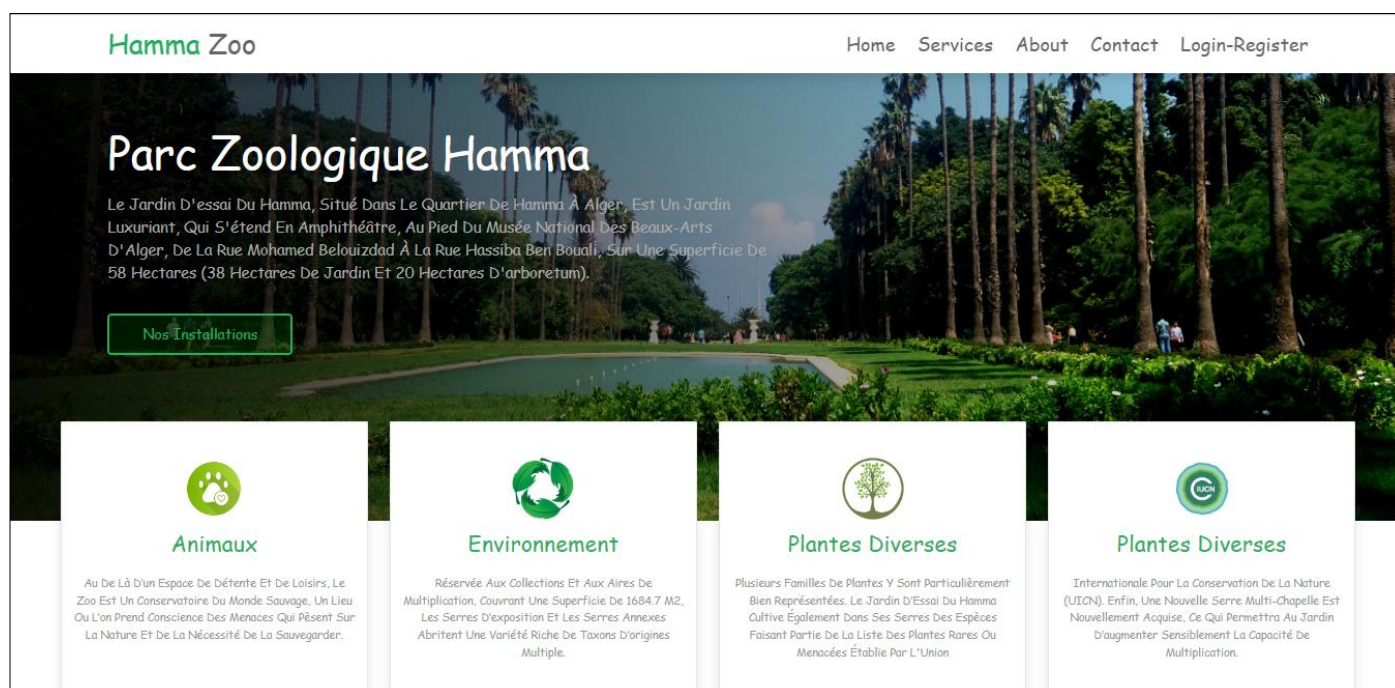 Hamma Zoo
Home Services About Contact Login-Register
Parc Zoologique Hamma
Le Jardin D'essai Du Hamma, Situé Dans Le Quartier De Hamma À Alger, Est Un Jardin
Luxuriant, Qui S'étend En Amphithéâtre, Au Pied Du Musée National Des Beaux-Arts
D'Alger, De La Rue Mohamed Belouizdad À La Rue Hassiba Ben Bouali, Sur Une Superficie De
58 Hectares (38 Hectares De Jardin Et 20 Hectares D'arboretum).
Nos Installations
Animaux
Au De Là D'un Espace De Détente Et De Loisirs, Le
Zoo Est Un Conservatoire Du Monde Sauvage, Un Lieu
Ou L'on Prend Conscience Des Menaces Qui Pèsent Sur
La Nature Et De La Nécessité De La Sauvegarder.
Environnement
Réservée Aux Collections Et Aux Aires De
Multiplication, Couvrant Une Superficie De 1684.7 M2,
Les Serres D'exposition Et Les Serres Annexes
Abritent Une Variété Riche De Taxons D'origines
Multiple.
Plantes Diverses
Plusieurs Familles De Plantes Y Sont Particulièrement
Bien Représentées. Le Jardin D'Essai Du Hamma
Cultive Également Dans Ses Serres Des Espèces
Faisant Partie De La Liste Des Plantes Rares Ou
Menacées Établie Par L'Union
IUCN
Plantes Diverses
Internationale Pour La Conservation De La Nature
(UICN). Enfin, Une Nouvelle Serre Multi-Chapelle Est
Nouvellement Acquise, Ce Qui Permettra Au Jardin
D'augmenter Sensiblement La Capacité De
Multiplication.